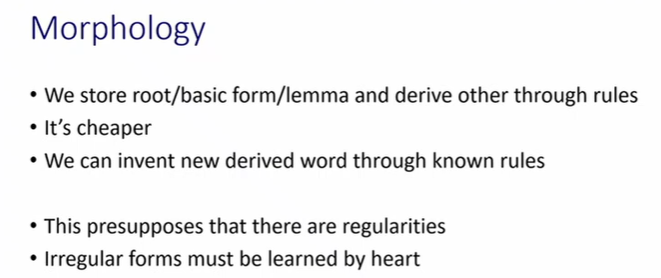 Morphology
• We store root/basic form/lemma and derive other through rules
• It's cheaper
• We can invent new derived word through known rules
• This presupposes that there are regularities
• Irregular forms must be learned by heart